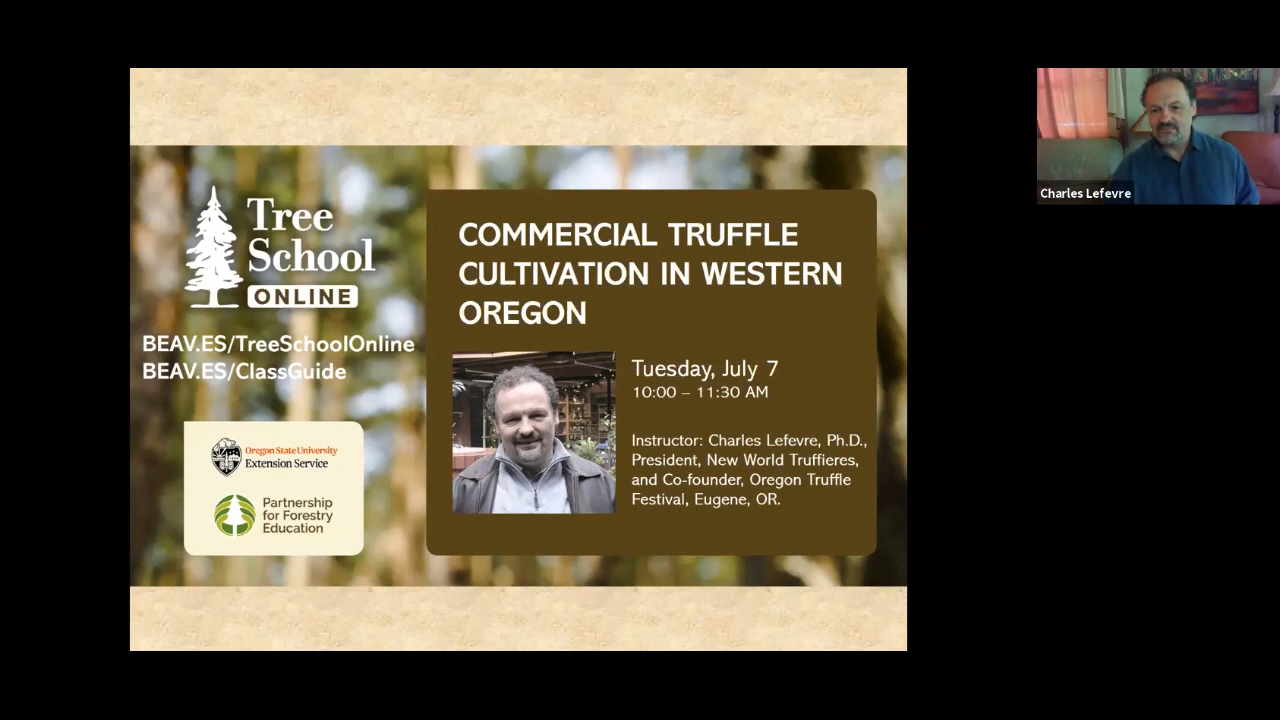 Tree
School
ONLINE
BEAV.ES/TreeSchoolOnline
BEAV.ES/ClassGuide
Oregon State University
Extension Service
Partnership
for Forestry
Education
COMMERCIAL TRUFFLE
CULTIVATION IN WESTERN
OREGON
Tuesday, July 7
10:00 – 11:30 AM
Instructor: Charles Lefevre, Ph.D.,
President, New World Truffieres,
and Co-founder, Oregon Truffle
Festival, Eugene, OR.
Charles Lefevre